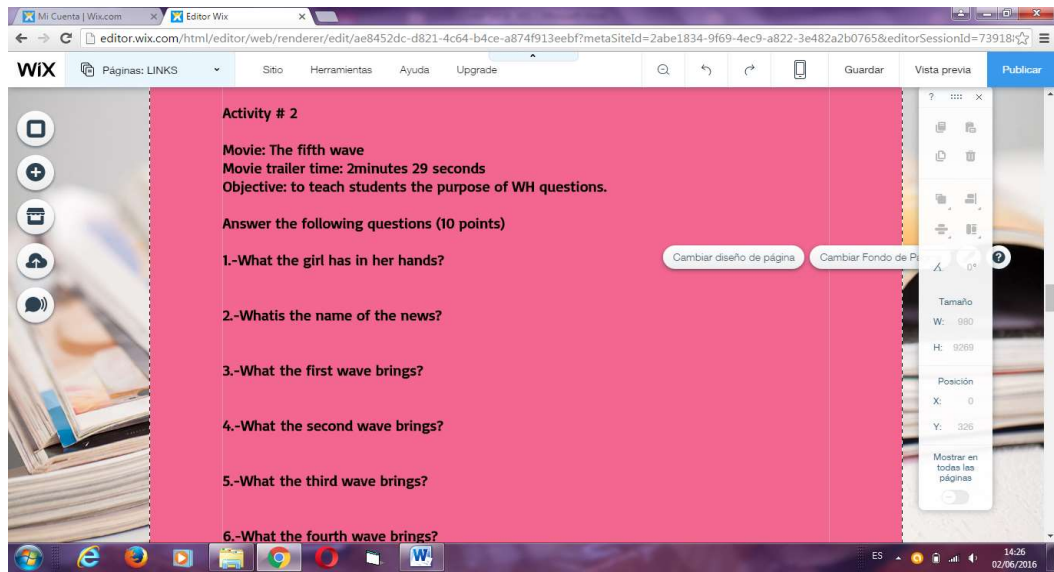 Mi Cuenta | Wix.com
Editor Wix
editor.wix.com/html/editor/web/renderer/edit/ae8452dc-d821-4c64-b4ce-a874f913eebf?metaSiteId=2abe1834-9f69-4ec9-a822-3e482a2b0765&editorSessionId=73918
WiX Páginas: LINKS Sitio Herramientas Ayuda Upgrade Guardar Vista previa Publicar
Activity # 2
Movie: The fifth wave
Movie trailer time: 2minutes 29 seconds
Objective: to teach students the purpose of WH questions.
Answer the following questions (10 points)
1.-What the girl has in her hands?
2.-Whatis the name of the news?
3.-What the first wave brings?
4.-What the second wave brings?
5.-What the third wave brings?
6.-What the fourth wave brings?
Cambiar diseño de página
Cambiar Fondo de Pá
?
?
0°
Tamaño
W: 980
H: 9269
Posición
X: 0
Y: 326
Mostrar en
todas las
páginas
ES
14:26
02/06/2016